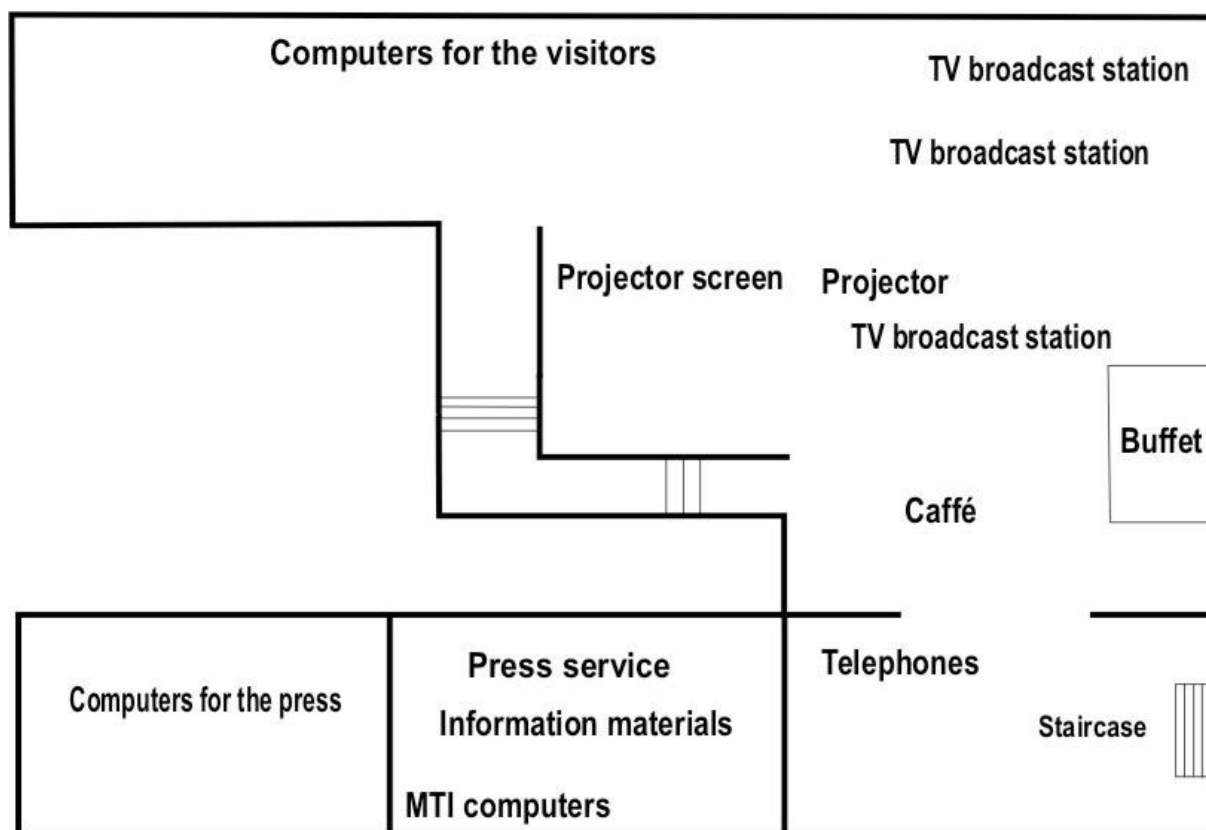 Computers for the visitors
TV broadcast station
TV broadcast station
Projector screen
Projector
TV broadcast station
Buffet
Caffé
Press service
Telephones
Computers for the press
Information materials
Staircase
MTI computers